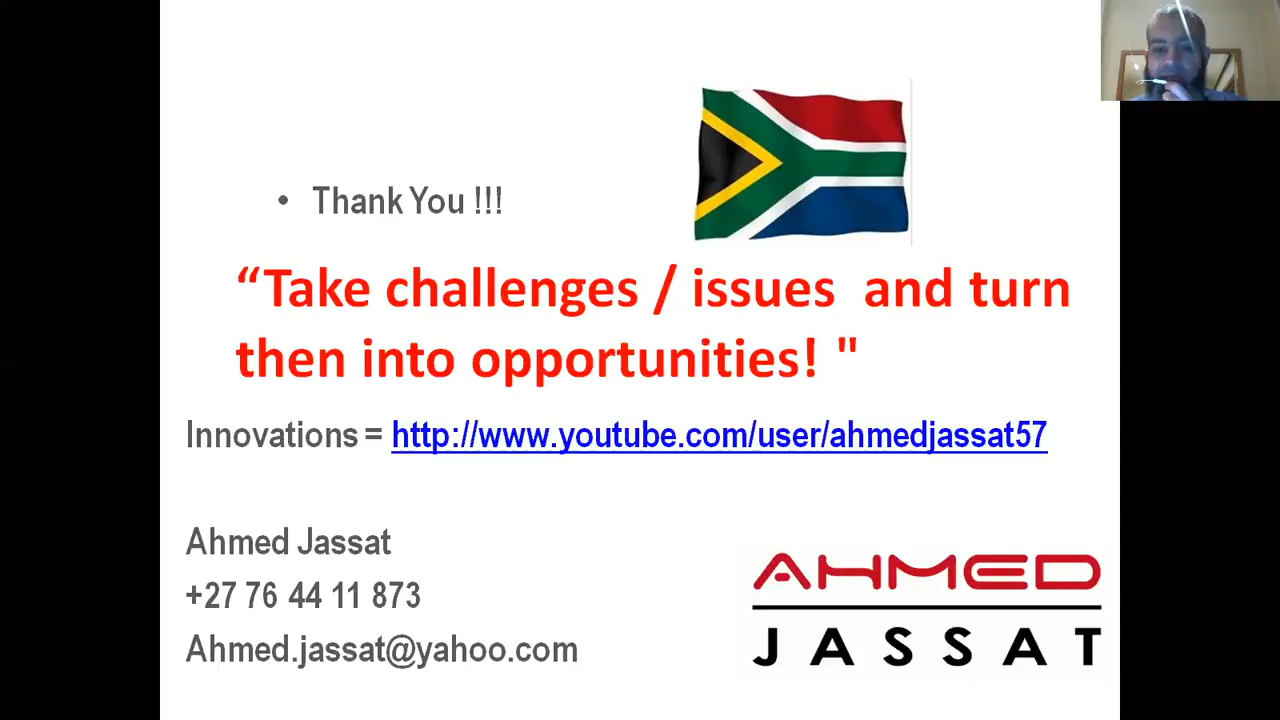 • Thank You !!!
“Take challenges / issues and turn
then into opportunities! "
Innovations = http://www.youtube.com/user/ahmedjassat57
Ahmed Jassat
+27 76 44 11 873
Ahmed.jassat@yahoo.com
AHMED
JASSAT